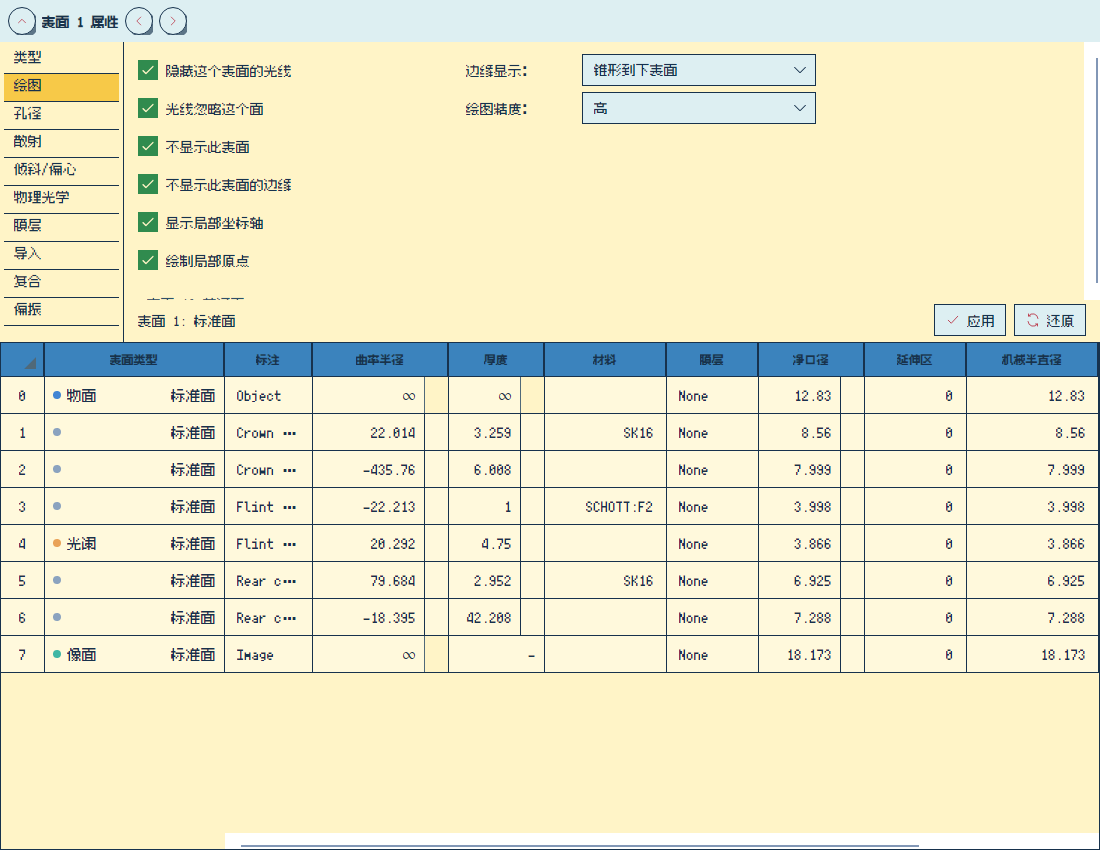 表面 1 属性
类型
绘图
孔径
散射
倾斜/偏心
物理光学
膜层
导入
复合
偏振
隐藏这个表面的光线
光线忽略这个面
不显示此表面
不显示此表面的边缘
显示局部坐标轴
绘制局部原点
边缘显示: 锥形到下表面
绘图精度: 高
表面 1: 标准面
应用 还原
表面类型 标注 曲率半径 厚度 材料 膜层 净口径 延伸区 机械半直径
0 物面 标准面 Object ∞ ∞ None 12.83 0 12.83
1 标准面 Crown … 22.014 3.259 SK16 None 8.56 0 8.56
2 标准面 Crown … -435.76 6.008 None 7.999 0 7.999
3 标准面 Flint … -22.213 1 SCHOTT:F2 None 3.998 0 3.998
4 光阑 标准面 Flint … 20.292 4.75 None 3.866 0 3.866
5 标准面 Rear c… 79.684 2.952 SK16 None 6.925 0 6.925
6 标准面 Rear c… -18.395 42.208 None 7.288 0 7.288
7 像面 标准面 Image ∞ - None 18.173 0 18.173